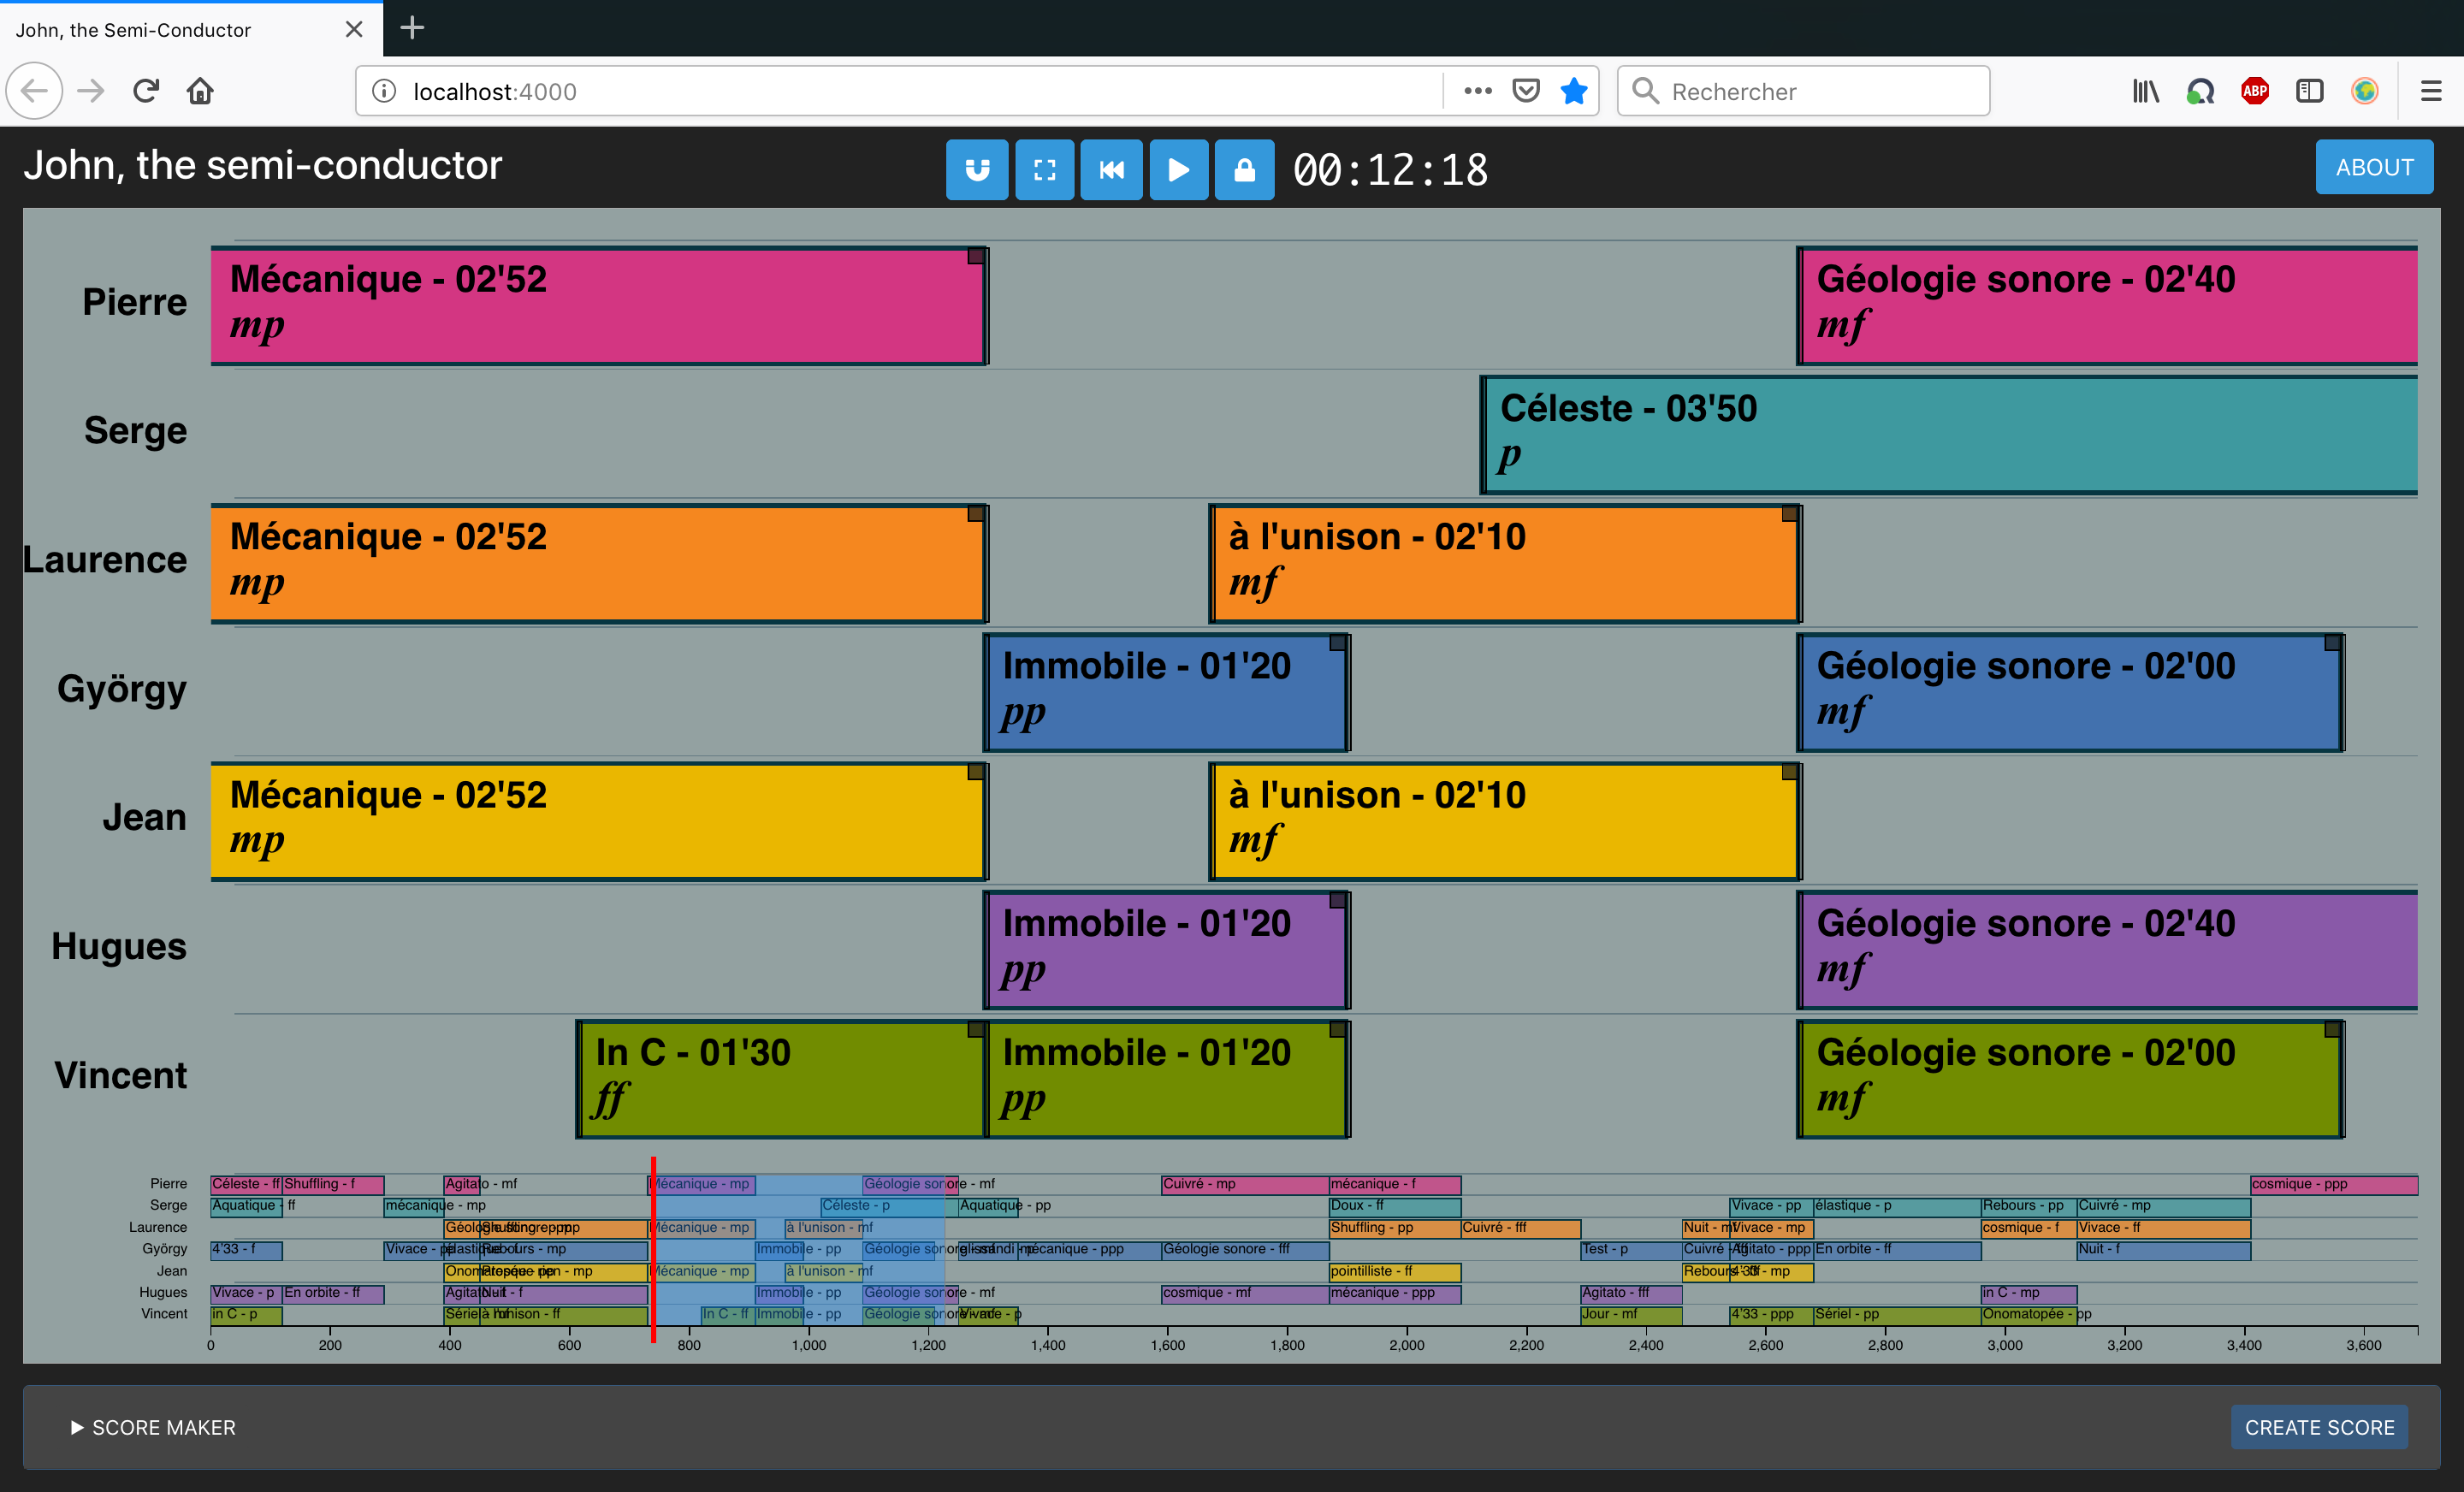 John, the Semi-Conductor
localhost:4000
Rechercher
ABP
John, the semi-conductor
00:12:18
ABOUT
Pierre
Mécanique - 02'52
mp
Géologie sonore - 02'40
mf
Serge
Céleste - 03'50
p
Laurence
Mécanique - 02'52
mp
à l'unison - 02'10
mf
György
Immobile - 01'20
pp
Géologie sonore - 02'00
mf
Jean
Mécanique - 02'52
mp
à l'unison - 02'10
mf
Hugues
Immobile - 01'20
pp
Géologie sonore - 02'40
mf
Vincent
In C - 01'30
ff
Immobile - 01'20
pp
Géologie sonore - 02'00
mf
Pierre Céleste - ff Shuffling - f Agitato - mf Mécanique - mp Géologie sonore - mf Cuivré - mp mécanique - f cosmique - ppp
Serge Aquatique - ff mécanique - mp Céleste - p Aquatique - pp Doux - ff Vivace - pp élastique - p Rebours - pp Cuivré - mp
Laurence Mécanique - mp à l'unison - mf Shuffling - pp Cuivré - fff Nuit - Vivace - mp cosmique - f Vivace - ff
György 4'33 - f Vivace - Rebours - mp Immobile - pp Géologie sonore - mécanique - ppp Géologie sonore - fff Test - p Cuivré - Agitato - ppp En orbite - ff Nuit - f
Jean - mp Mécanique - mp à l'unison - mf pointilliste - ff Rebours - 4'33 - mp
Hugues Vivace - p En orbite - ff Agitato Nuit - f Immobile - pp Géologie sonore - mf cosmique - mf mécanique - ppp Agitato - fff in C - mp
Vincent in C - p Sériel à l'unison - ff In C - ff Immobile - pp Géologie sonore - Vivace - p Jour - mf 4'33 - ppp Sériel - pp Onomatopée - pp
0 200 400 600 800 1,000 1,200 1,400 1,600 1,800 2,000 2,200 2,400 2,600 2,800 3,000 3,200 3,400 3,600
SCORE MAKER
CREATE SCORE